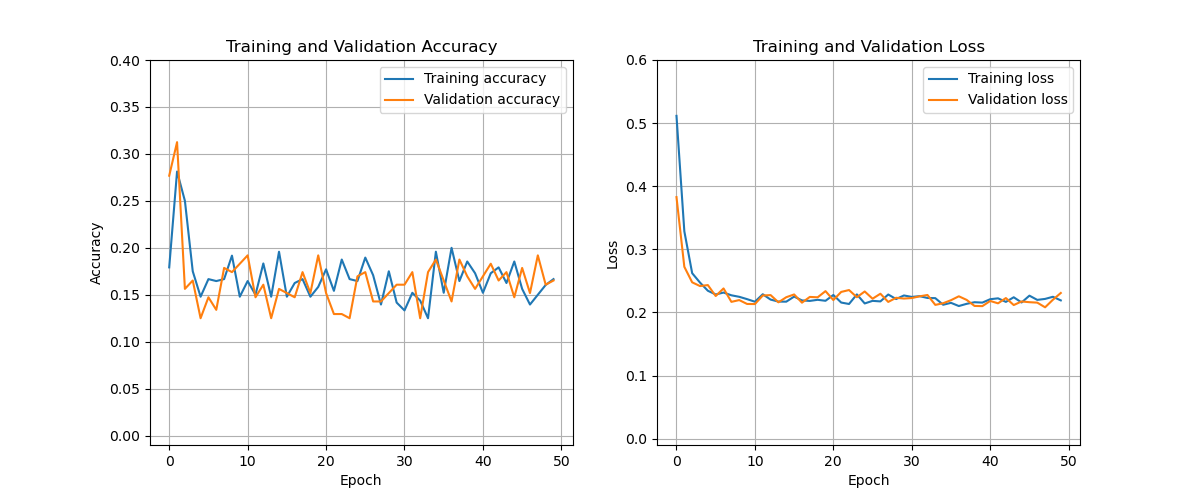 Training and Validation Accuracy
0.40
0.35
0.30
0.25
0.20
0.15
0.10
0.05
0.00
Accuracy
Training accuracy
Validation accuracy
0 10 20 30 40 50
Epoch
Training and Validation Loss
0.6
0.5
0.4
0.3
0.2
0.1
0.0
Loss
Training loss
Validation loss
0 10 20 30 40 50
Epoch